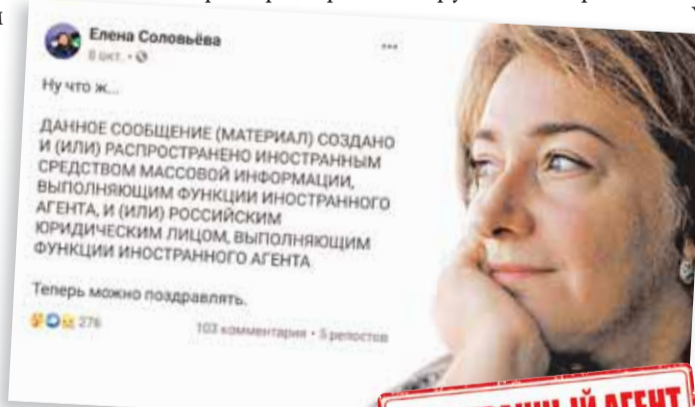 Елена Соловьёва
8 окт. •
Ну что ж...
ДАННОЕ СООБЩЕНИЕ (МАТЕРИАЛ) СОЗДАНО
И (ИЛИ) РАСПРОСТРАНЕНО ИНОСТРАННЫМ
СРЕДСТВОМ МАССОВОЙ ИНФОРМАЦИИ,
ВЫПОЛНЯЮЩИМ ФУНКЦИИ ИНОСТРАННОГО
АГЕНТА, И (ИЛИ) РОССИЙСКИМ
ЮРИДИЧЕСКИМ ЛИЦОМ, ВЫПОЛНЯЮЩИМ
ФУНКЦИИ ИНОСТРАННОГО АГЕНТА
Теперь можно поздравлять.
276
103 комментария • 5 репостов
АГЕНТ